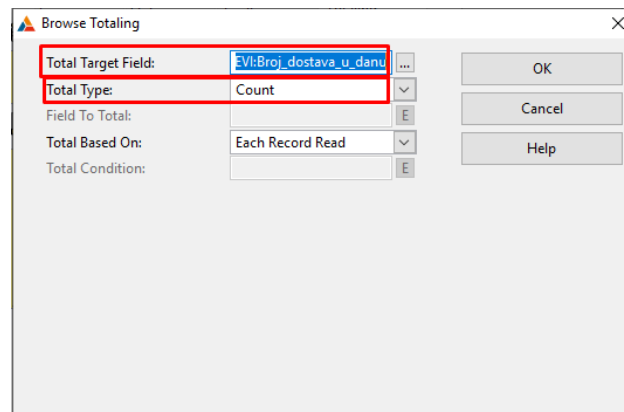 Browse Totaling
Total Target Field: EVI:Broj_dostava_u_danu ...
OK
Total Type: Count
Cancel
Field To Total: E
Total Based On: Each Record Read
Help
Total Condition: E